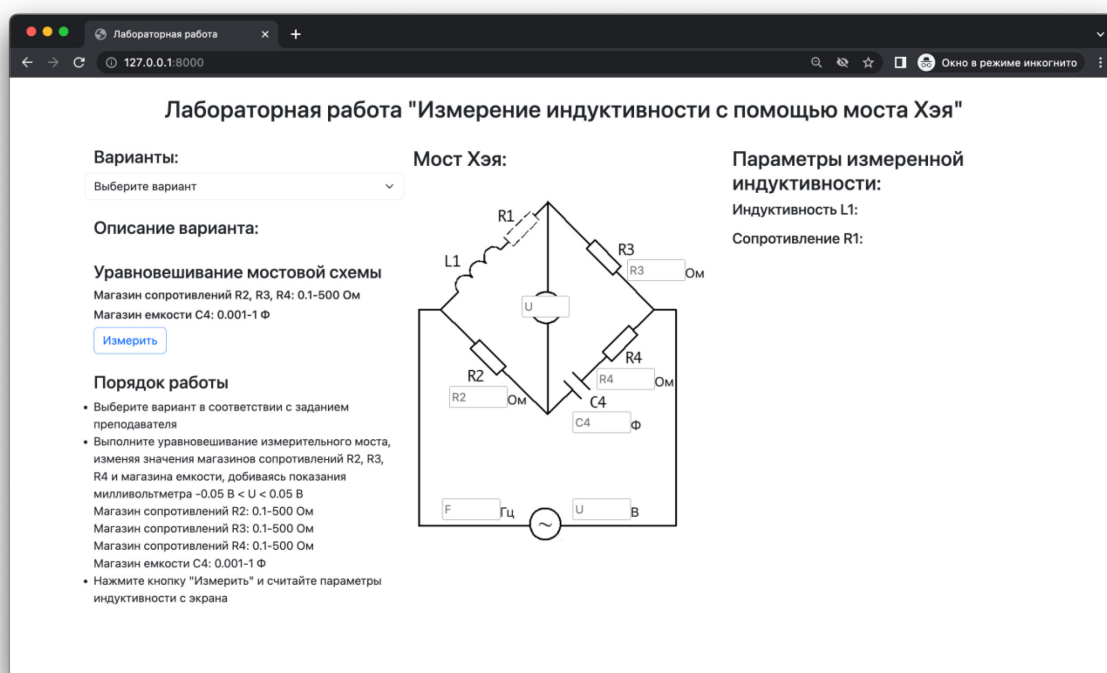 Лабораторная работа
127.0.0.1:8000
Окно в режиме инкогнито
Лабораторная работа "Измерение индуктивности с помощью моста Хэя"
Варианты:
Выберите вариант
Описание варианта:
Уравновешивание мостовой схемы
Магазин сопротивлений R2, R3, R4: 0.1-500 Ом
Магазин емкости C4: 0.001-1 Ф
Измерить
Порядок работы
• Выберите вариант в соответствии с заданием
преподавателя
• Выполните уравновешивание измерительного моста,
изменяя значения магазинов сопротивлений R2, R3,
R4 и магазина емкости, добиваясь показания
милливольтметра -0.05 В < U < 0.05 В
Магазин сопротивлений R2: 0.1-500 Ом
Магазин сопротивлений R3: 0.1-500 Ом
Магазин сопротивлений R4: 0.1-500 Ом
Магазин емкости C4: 0.001-1 Ф
• Нажмите кнопку "Измерить" и считайте параметры
индуктивности с экрана
Мост Хэя:
R1
R3
L1
R3 Ом
U
R4
R2
R4 Ом
R2 Ом
C4
C4 Ф
F Гц
U В
~
Параметры измеренной
индуктивности:
Индуктивность L1:
Сопротивление R1: